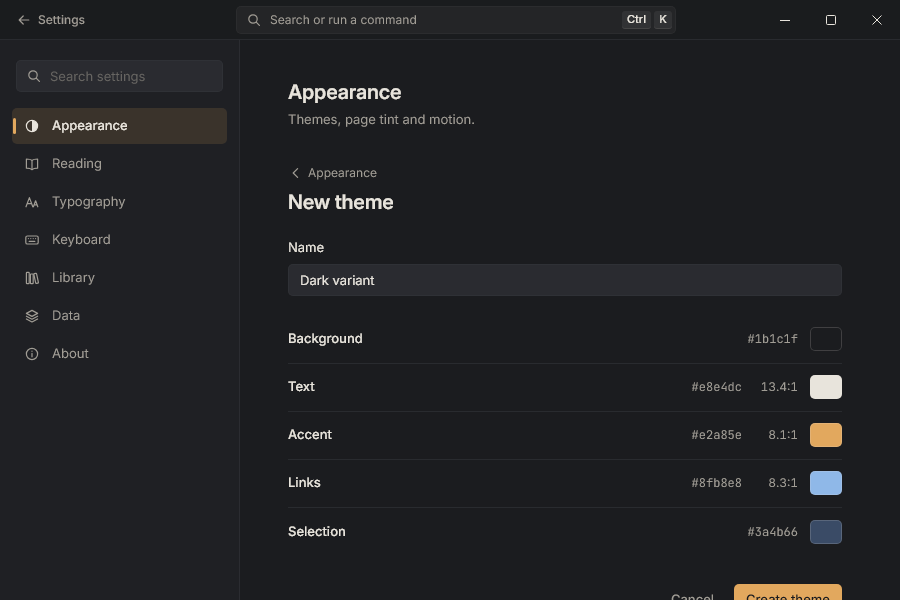 Settings
Search or run a command
Ctrl K
Search settings
Appearance
Reading
Typography
Keyboard
Library
Data
About
Appearance
Themes, page tint and motion.
Appearance
New theme
Name
Dark variant
Background #1b1c1f
Text #e8e4dc 13.4:1
Accent #e2a85e 8.1:1
Links #8fb8e8 8.3:1
Selection #3a4b66
Cancel Create theme